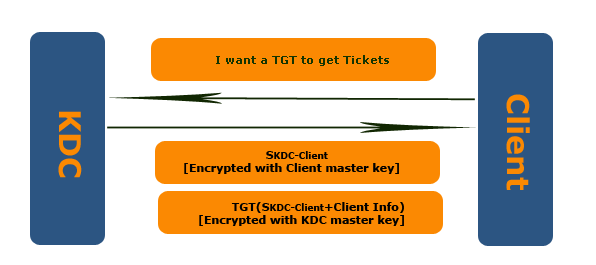 I want a TGT to get Tickets
KDC
Client
SKDC-Client
[Encrypted with Client master key]
TGT(SKDC-Client+Client Info)
[Encrypted with KDC master key]